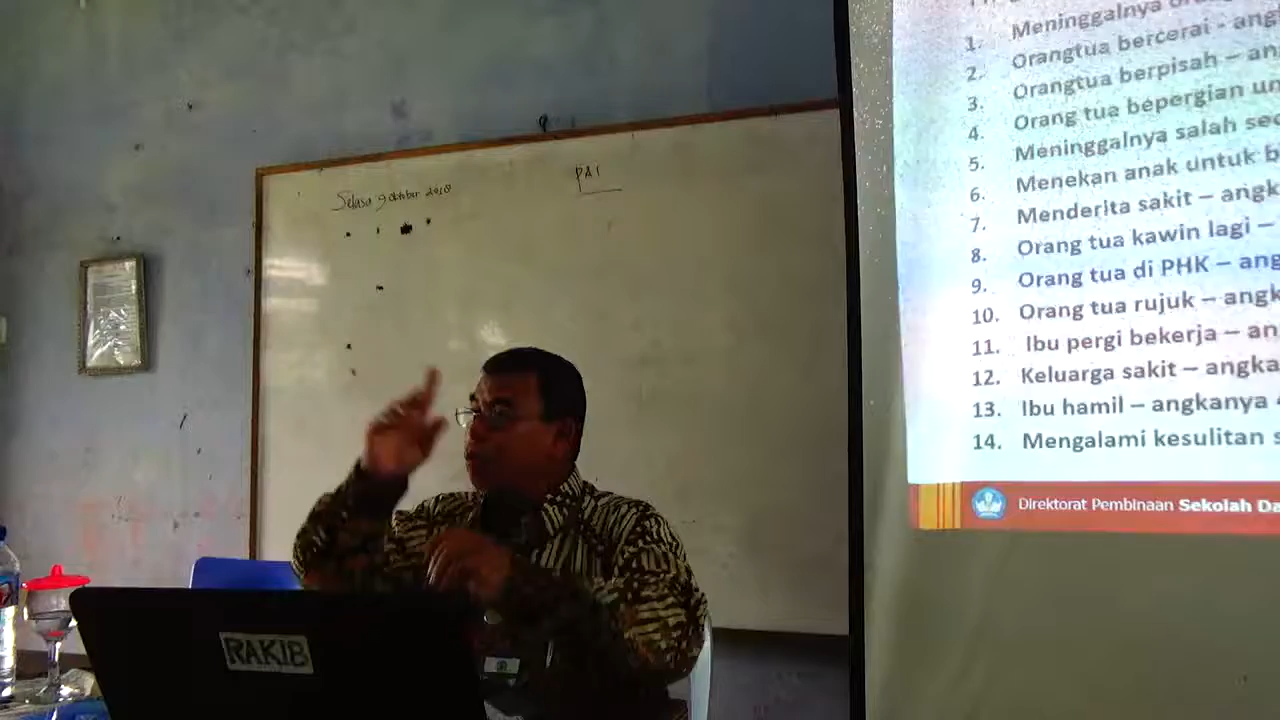 Selasa 9 Oktober 2018
PAI
RAKIB
1. Meninggalnya
2. Orangtua bercerai - ang
3. Orangtua berpisah – an
4. Orang tua bepergian un
5. Meninggalnya salah sec
6. Menekan anak untuk b
7. Menderita sakit – angk
8. Orang tua kawin lagi –
9. Orang tua di PHK – ang
10. Orang tua rujuk – angk
11. Ibu pergi bekerja – an
12. Keluarga sakit – angka
13. Ibu hamil – angkanya 4
14. Mengalami kesulitan s
Direktorat Pembinaan Sekolah Da